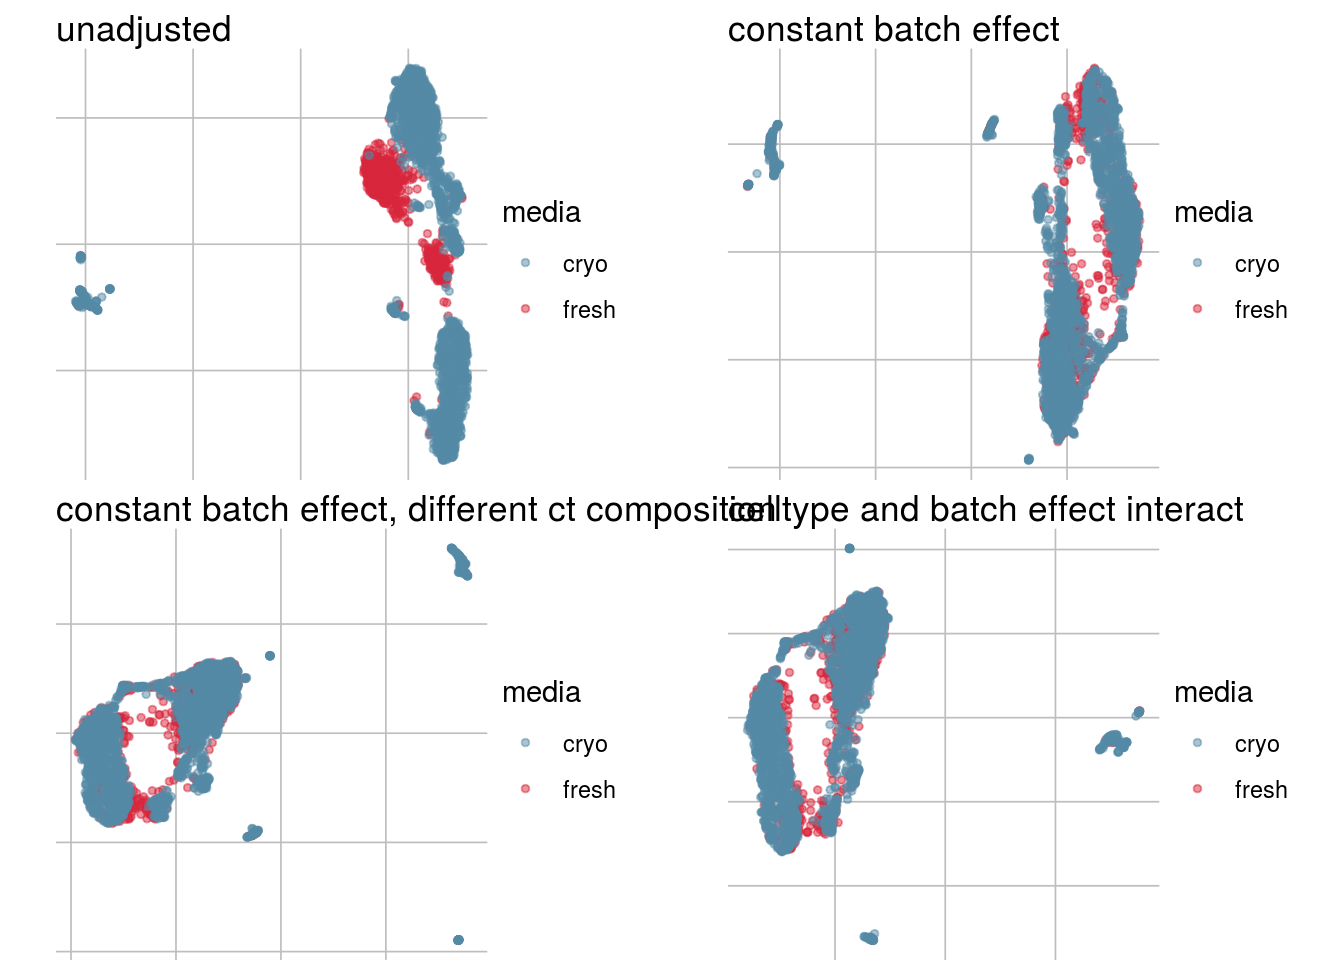 unadjusted
media
cryo
fresh
constant batch effect
media
cryo
fresh
constant batch effect, different ct composition
media
cryo
fresh
celltype and batch effect interact
media
cryo
fresh